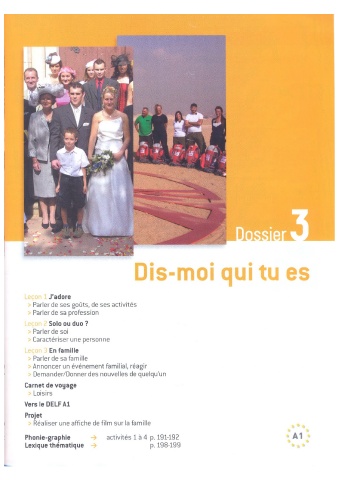 Dossier 3
Dis-moi qui tu es
Leçon 1 J'adore
> Parler de ses goûts, de ses activités
> Parler de sa profession
Leçon 2 Solo ou duo ?
> Parler de soi
> Caractériser une personne
Leçon 3 En famille
> Parler de sa famille
> Annoncer un événement familial, réagir
> Demander/Donner des nouvelles de quelqu'un
Carnet de voyage
> Loisirs
Vers le DELF A1
Projet
> Réaliser une affiche de film sur la famille
Phonie-graphie → activités 1 à 4 p. 191-192
Lexique thématique → p. 198-199
A1